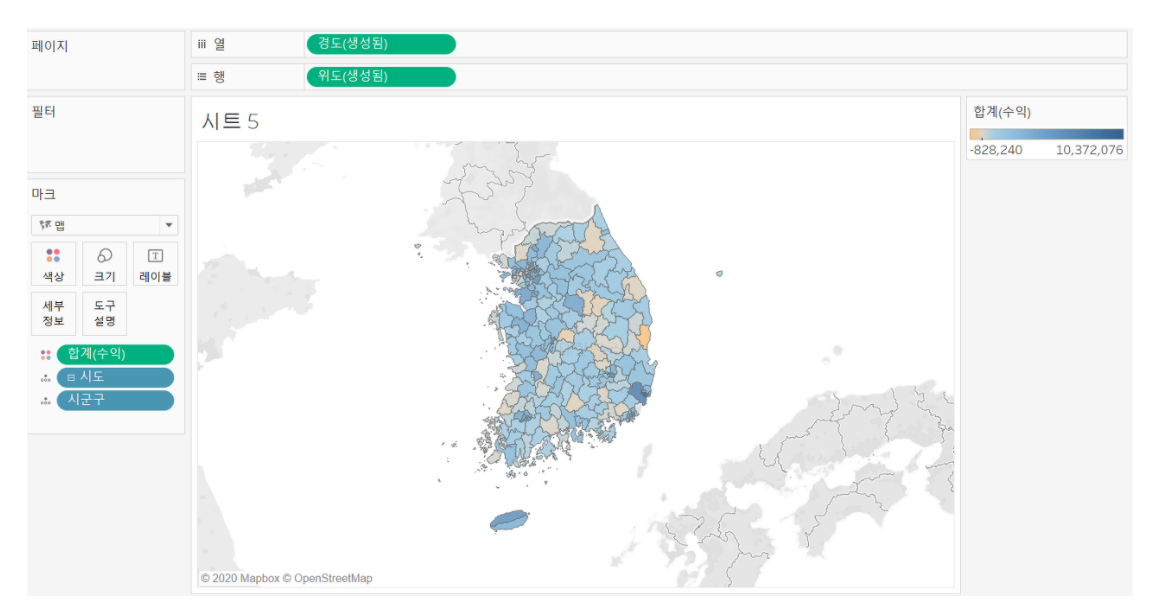 페이지
iii 열
경도(생성됨)
행
위도(생성됨)
필터
시트 5
합계(수익)
-828,240 10,372,076
마크
맵
색상
크기
T
레이블
세부
정보
도구
설명
합계(수익)
시도
시군구
© 2020 Mapbox © OpenStreetMap